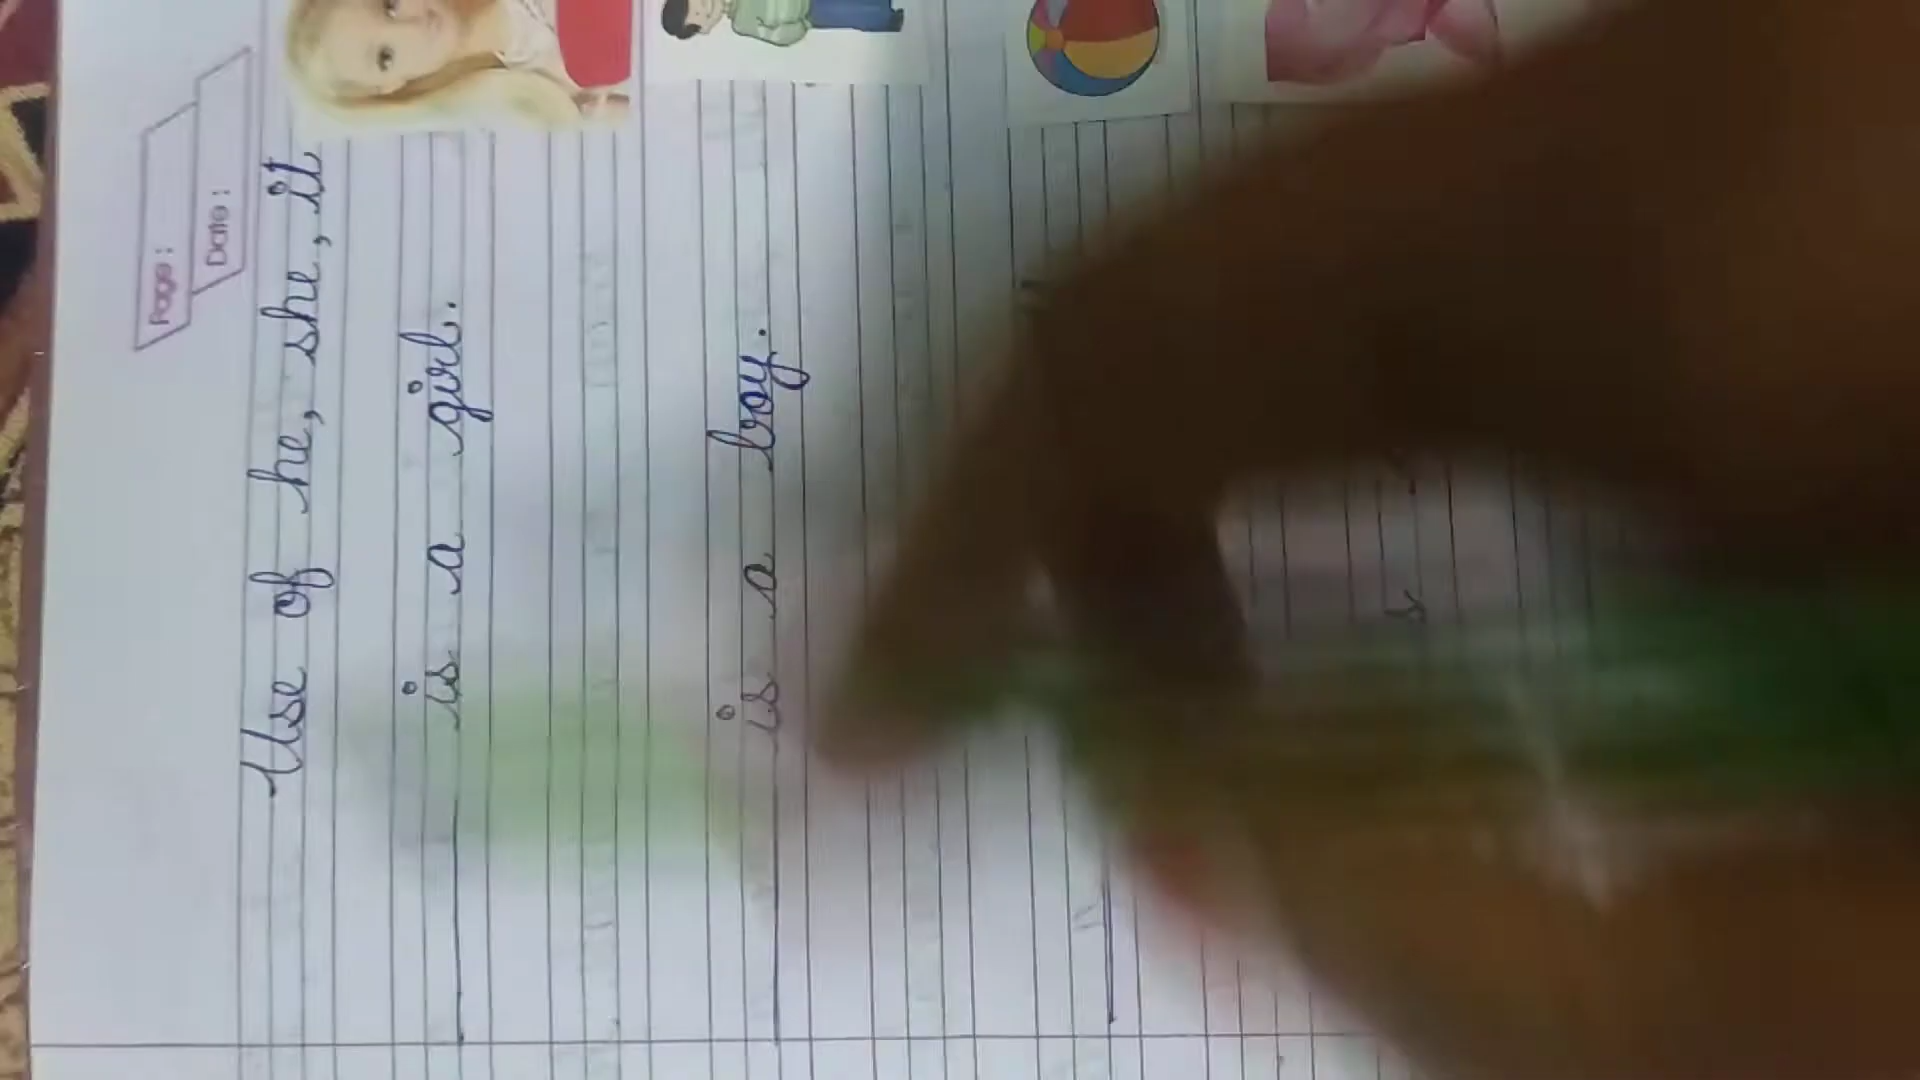 Page :
Date :
Use of he, she, it
is a girl.
is a boy.